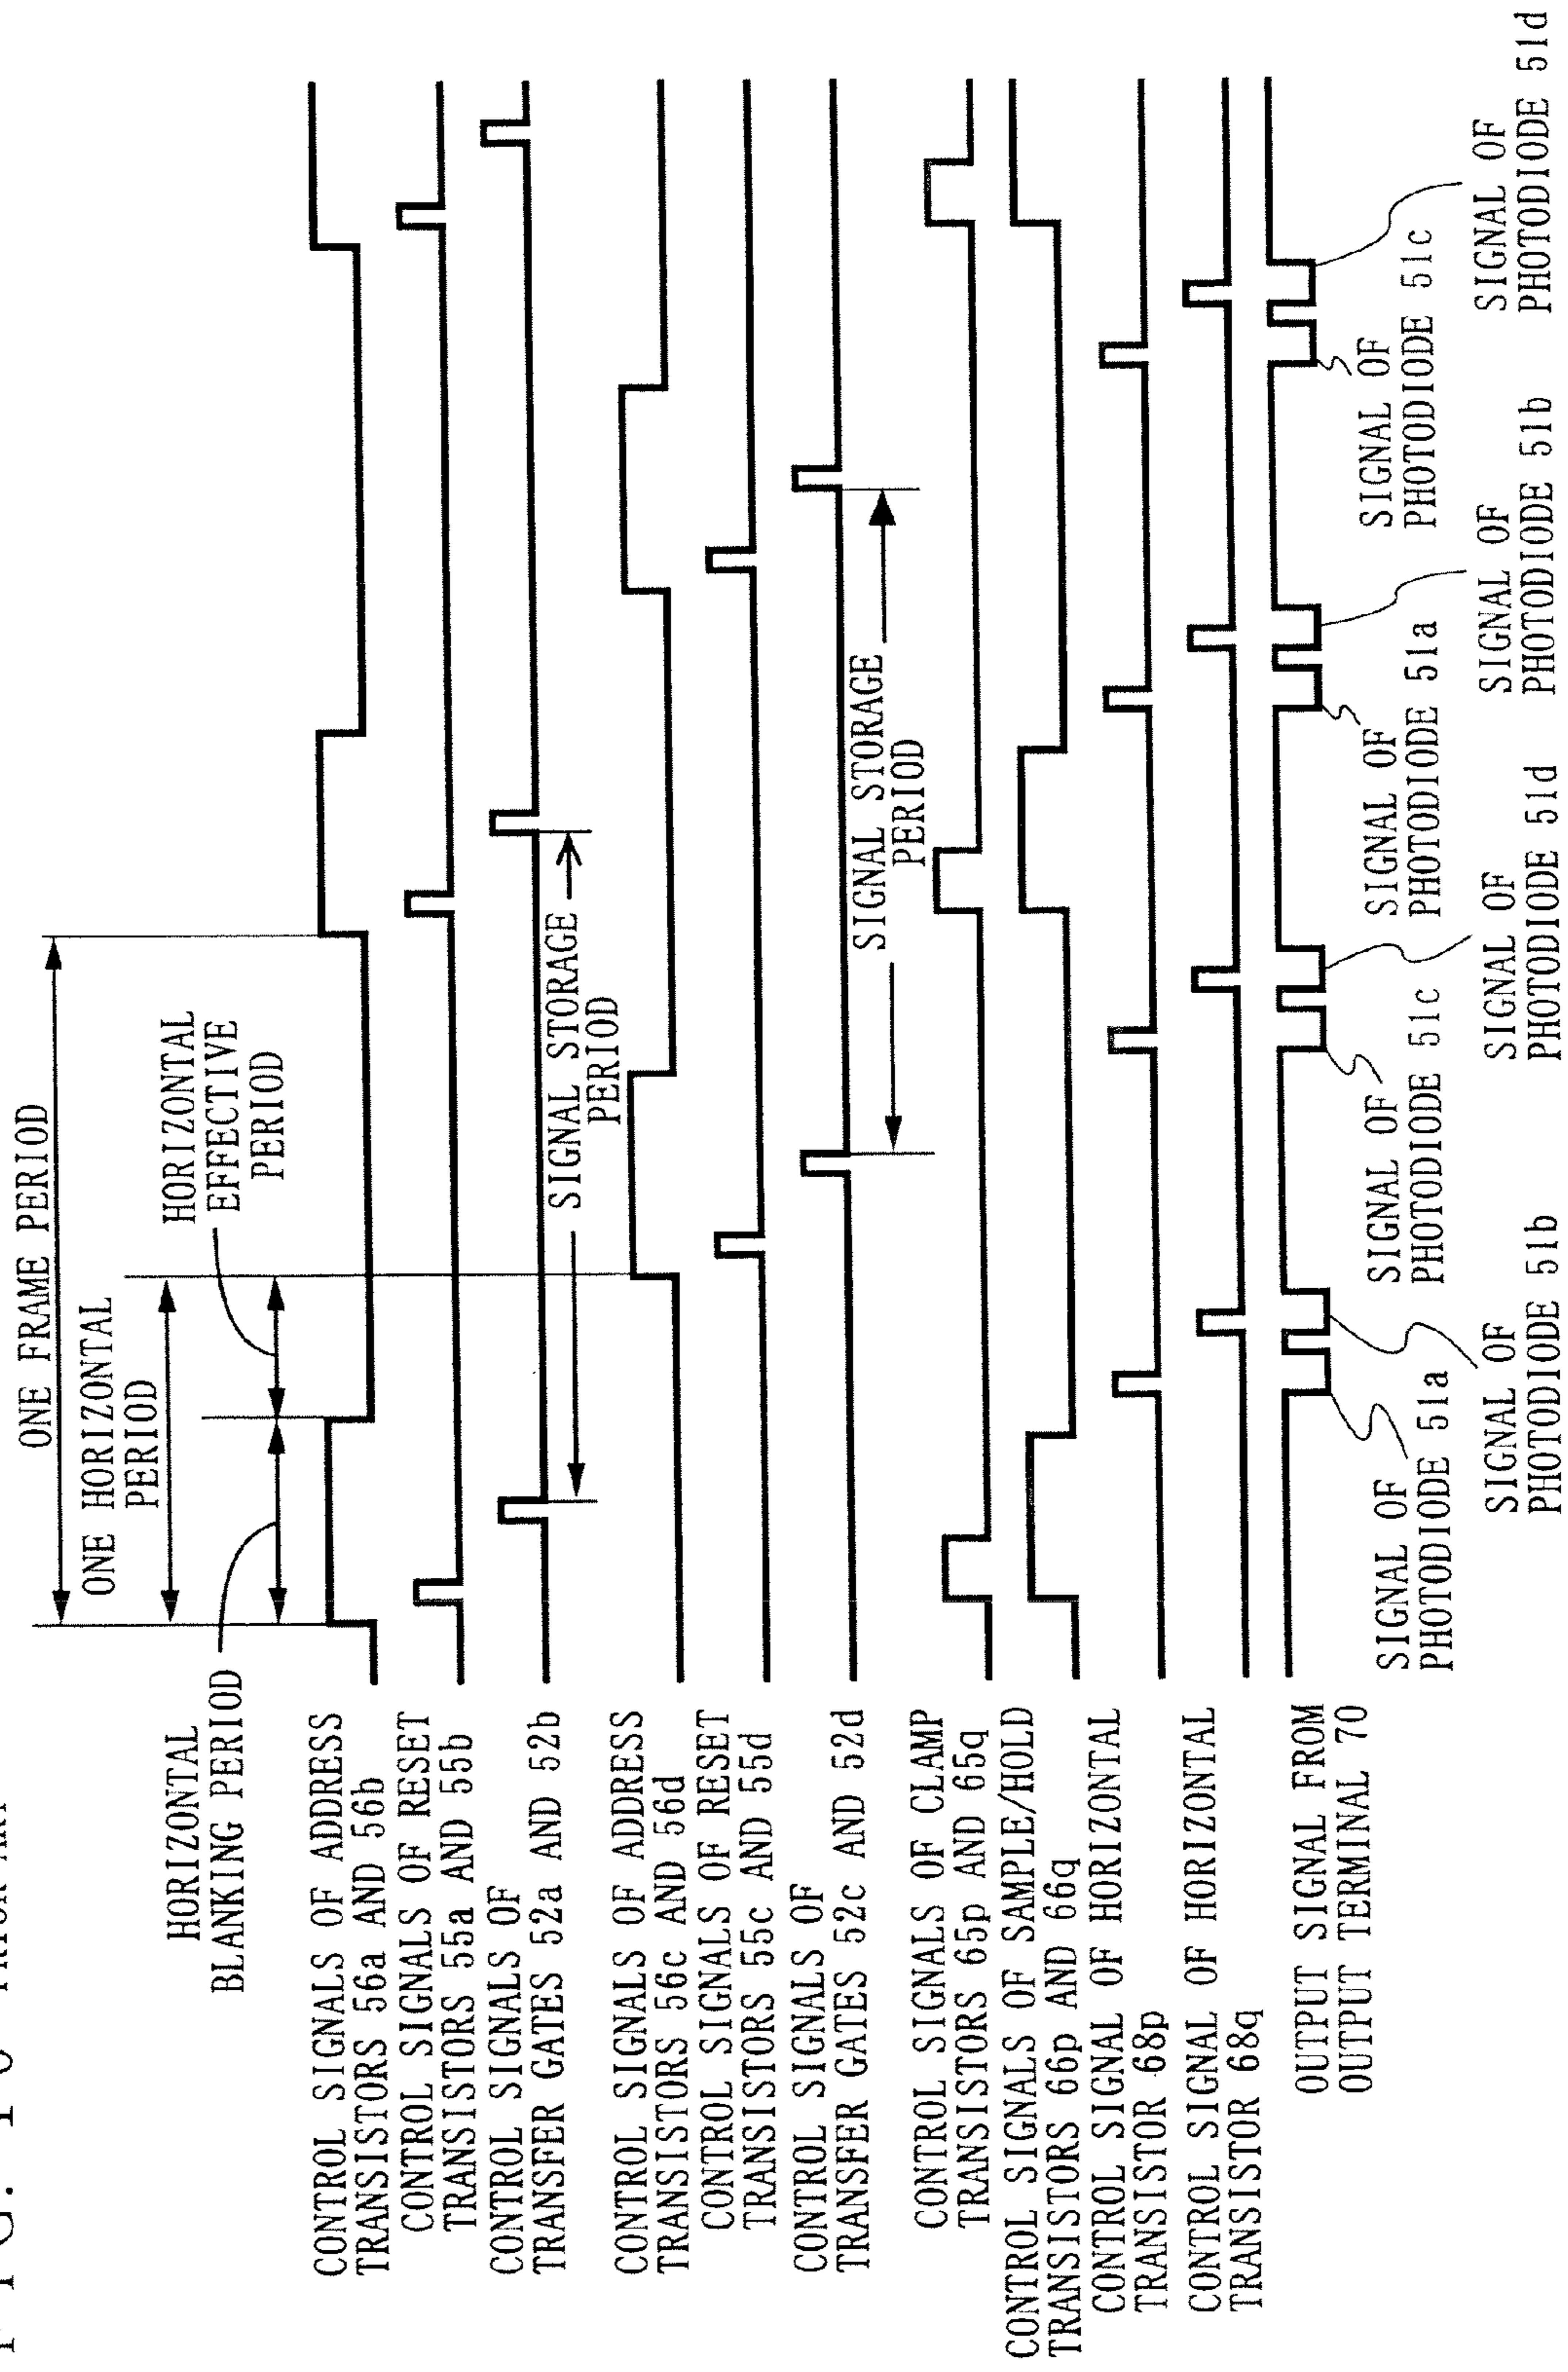 ONE FRAME PERIOD
ONE HORIZONTAL
PERIOD
HORIZONTAL
EFFECTIVE
PERIOD
HORIZONTAL
BLANKING PERIOD
CONTROL SIGNALS OF ADDRESS
TRANSISTORS 56a AND 56b
CONTROL SIGNALS OF RESET
TRANSISTORS 55a AND 55b
CONTROL SIGNALS OF
TRANSFER GATES 52a AND 52b
SIGNAL STORAGE
PERIOD
CONTROL SIGNALS OF ADDRESS
TRANSISTORS 56c AND 56d
CONTROL SIGNALS OF RESET
TRANSISTORS 55c AND 55d
CONTROL SIGNALS OF
TRANSFER GATES 52c AND 52d
SIGNAL STORAGE
PERIOD
CONTROL SIGNALS OF CLAMP
TRANSISTORS 65p AND 65q
CONTROL SIGNALS OF SAMPLE/HOLD
TRANSISTORS 66p AND 66q
CONTROL SIGNAL OF HORIZONTAL
TRANSISTOR 68p
CONTROL SIGNAL OF HORIZONTAL
TRANSISTOR 68q
OUTPUT SIGNAL FROM
OUTPUT TERMINAL 70
SIGNAL OF
PHOTODIODE 51a
SIGNAL OF
PHOTODIODE 51b
SIGNAL OF
PHOTODIODE 51c
SIGNAL OF
PHOTODIODE 51d
SIGNAL OF
PHOTODIODE 51a
SIGNAL OF
PHOTODIODE 51b
SIGNAL OF
PHOTODIODE 51c
SIGNAL OF
PHOTODIODE 51d